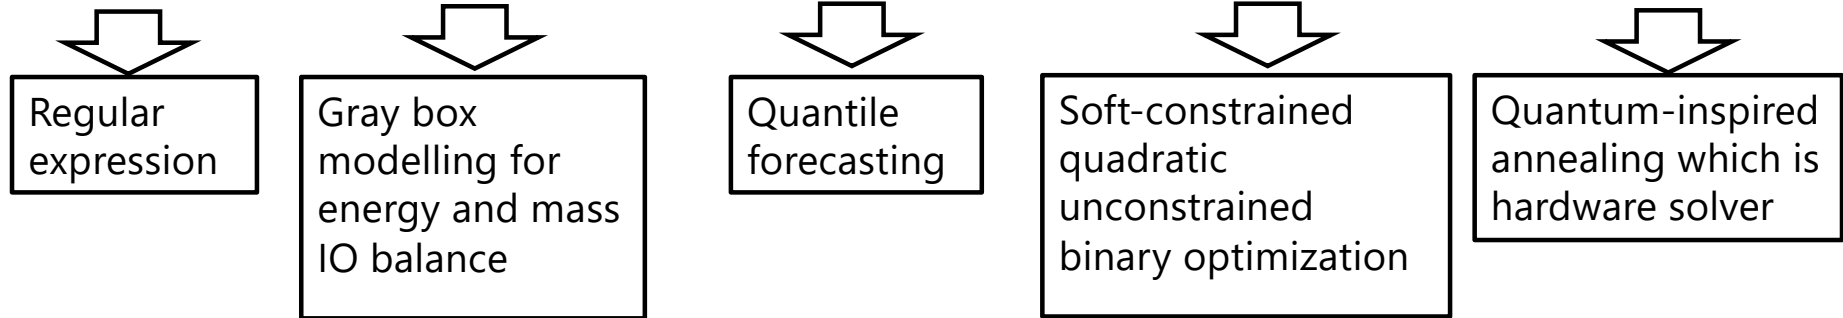 Regular
expression
Gray box
modelling for
energy and mass
IO balance
Quantile
forecasting
Soft-constrained
quadratic
unconstrained
binary optimization
Quantum-inspired
annealing which is
hardware solver